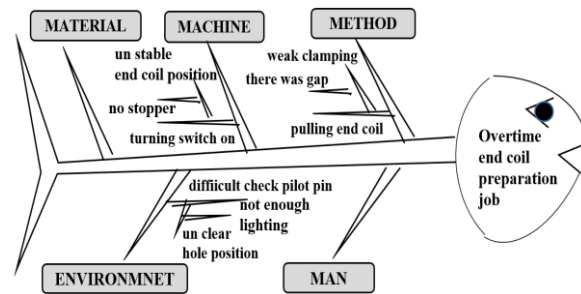 MATERIAL
MACHINE
METHOD
un stable
end coil position
no stopper
turning switch on
weak clamping
there was gap
pulling end coil
Overtime
end coil
preparation
job
diffiicult check pilot pin
not enough
lighting
un clear
hole position
ENVIRONMNET
MAN